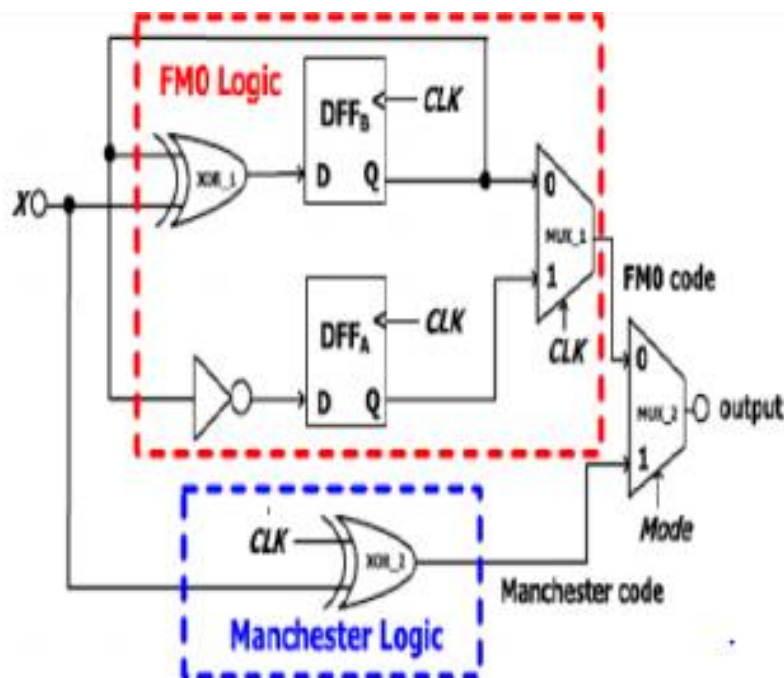 FM0 Logic
CLK
DFFB
D Q
XOR_1
X
0
MUX_1
1
CLK
FM0 code
CLK
DFFA
D Q
0
MUX_2
1
output
Mode
CLK
XOR_2
Manchester code
Manchester Logic